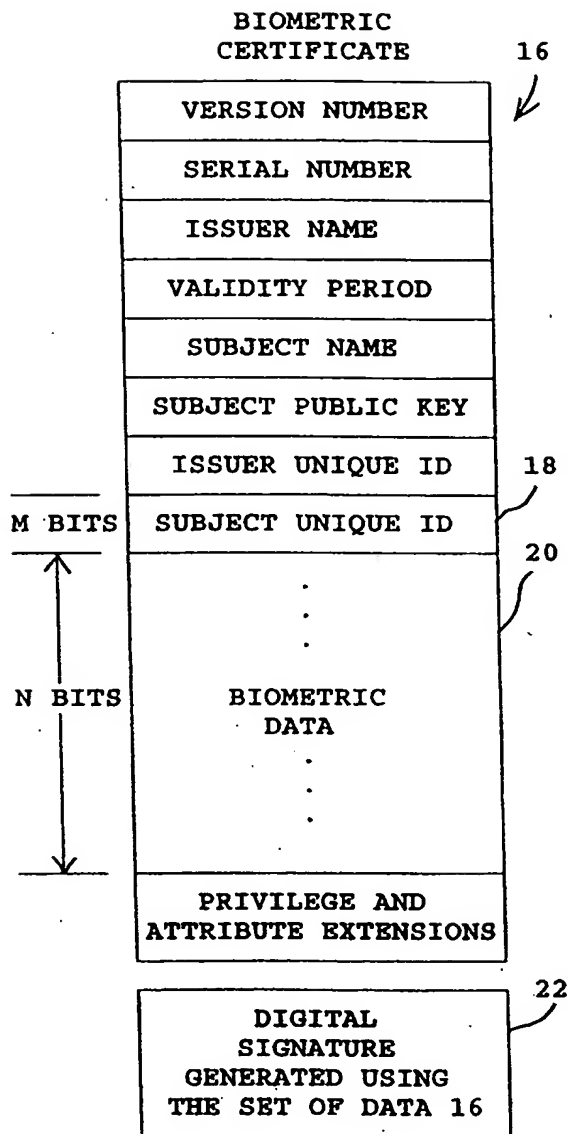 BIOMETRIC
CERTIFICATE
16
VERSION NUMBER
SERIAL NUMBER
ISSUER NAME
VALIDITY PERIOD
SUBJECT NAME
SUBJECT PUBLIC KEY
ISSUER UNIQUE ID
18
M BITS
SUBJECT UNIQUE ID
20
N BITS
BIOMETRIC
DATA
PRIVILEGE AND
ATTRIBUTE EXTENSIONS
22
DIGITAL
SIGNATURE
GENERATED USING
THE SET OF DATA 16